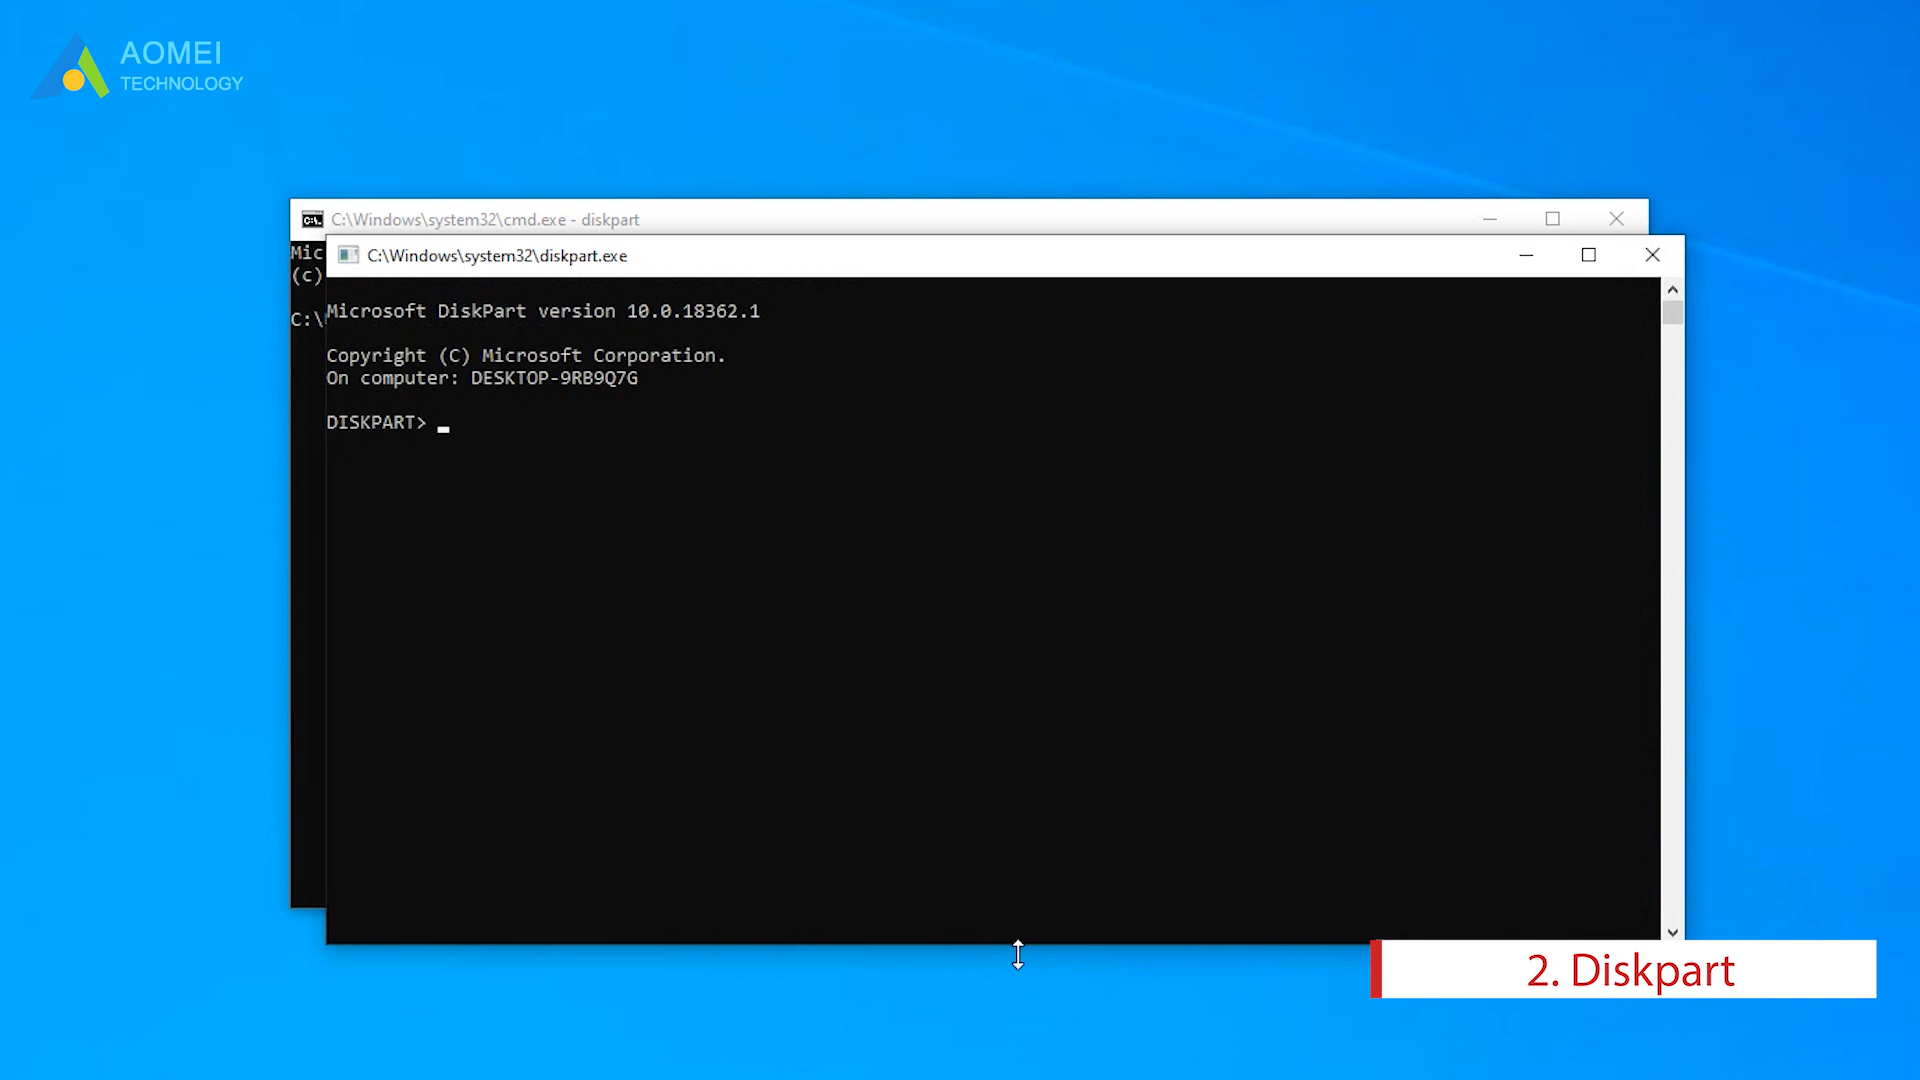 AOMEI
TECHNOLOGY
C:\Windows\system32\cmd.exe - diskpart
Mic
(c)
C:\
C:\Windows\system32\diskpart.exe
Microsoft DiskPart version 10.0.18362.1
Copyright (C) Microsoft Corporation.
On computer: DESKTOP-9RB9Q7G
DISKPART>
2. Diskpart